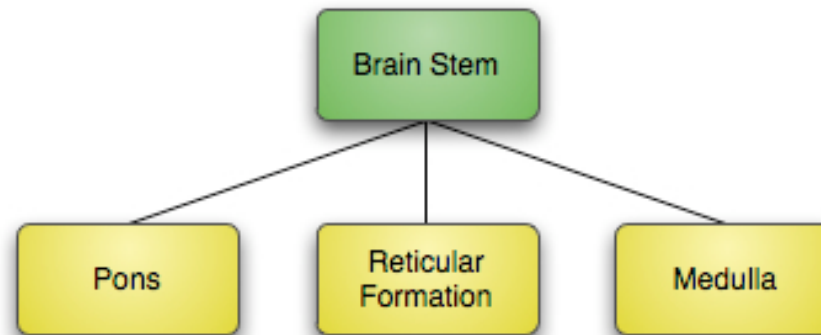 Brain Stem
Pons
Reticular
Formation
Medulla